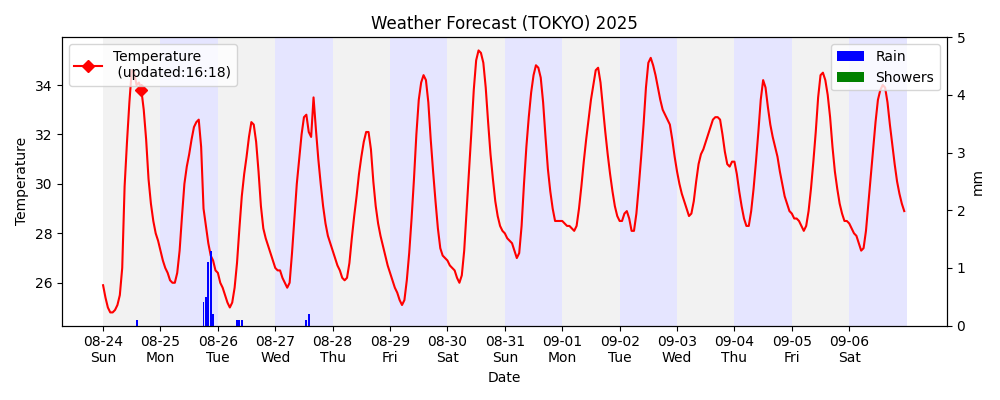 Weather Forecast (TOKYO) 2025
Temperature
(updated:16:18)
Rain
Showers
Temperature
34
32
30
28
26
5
4
3
2
1
0
mm
08-24 08-25 08-26 08-27 08-28 08-29 08-30 08-31 09-01 09-02 09-03 09-04 09-05 09-06
Sun Mon Tue Wed Thu Fri Sat Sun Mon Tue Wed Thu Fri Sat
Date